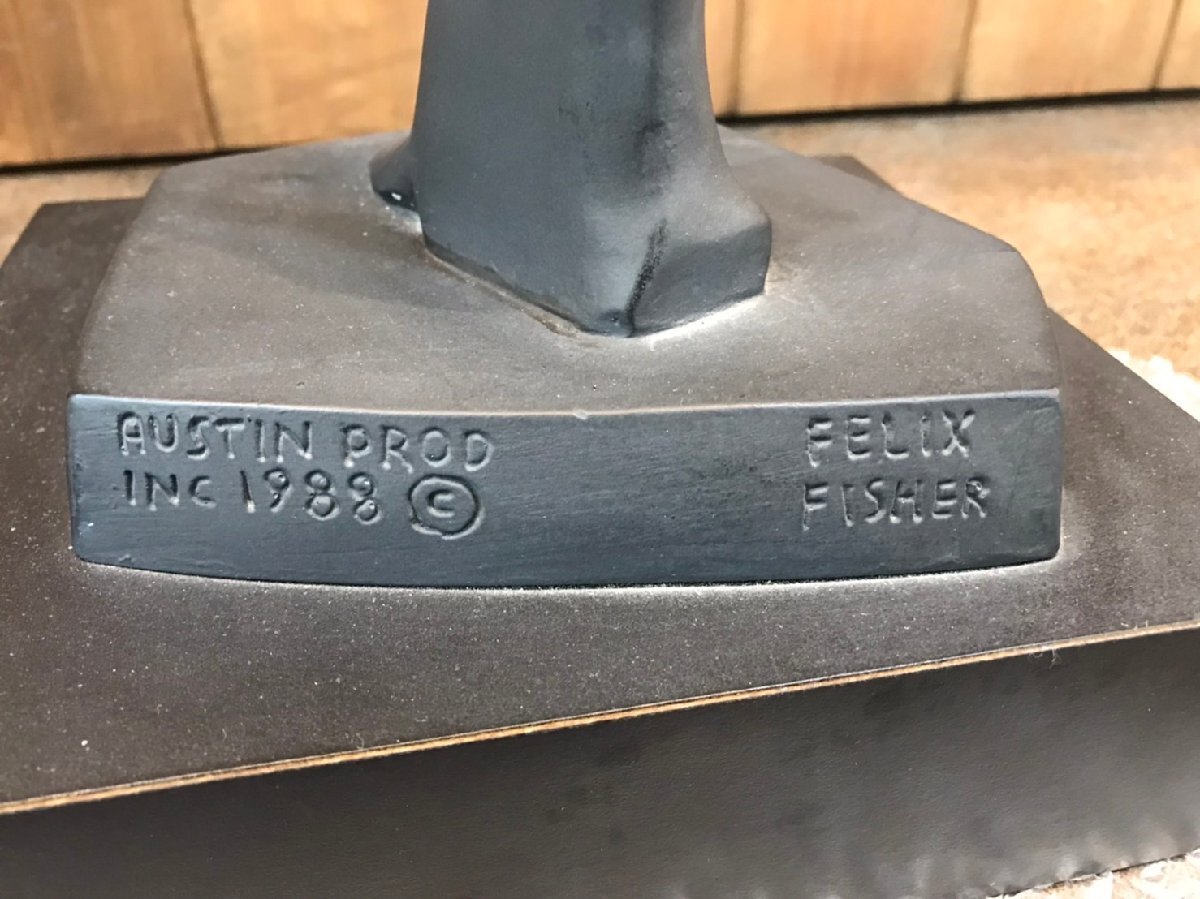 AUSTIN PROD
INC 1988 ©
FELIX
FISHER